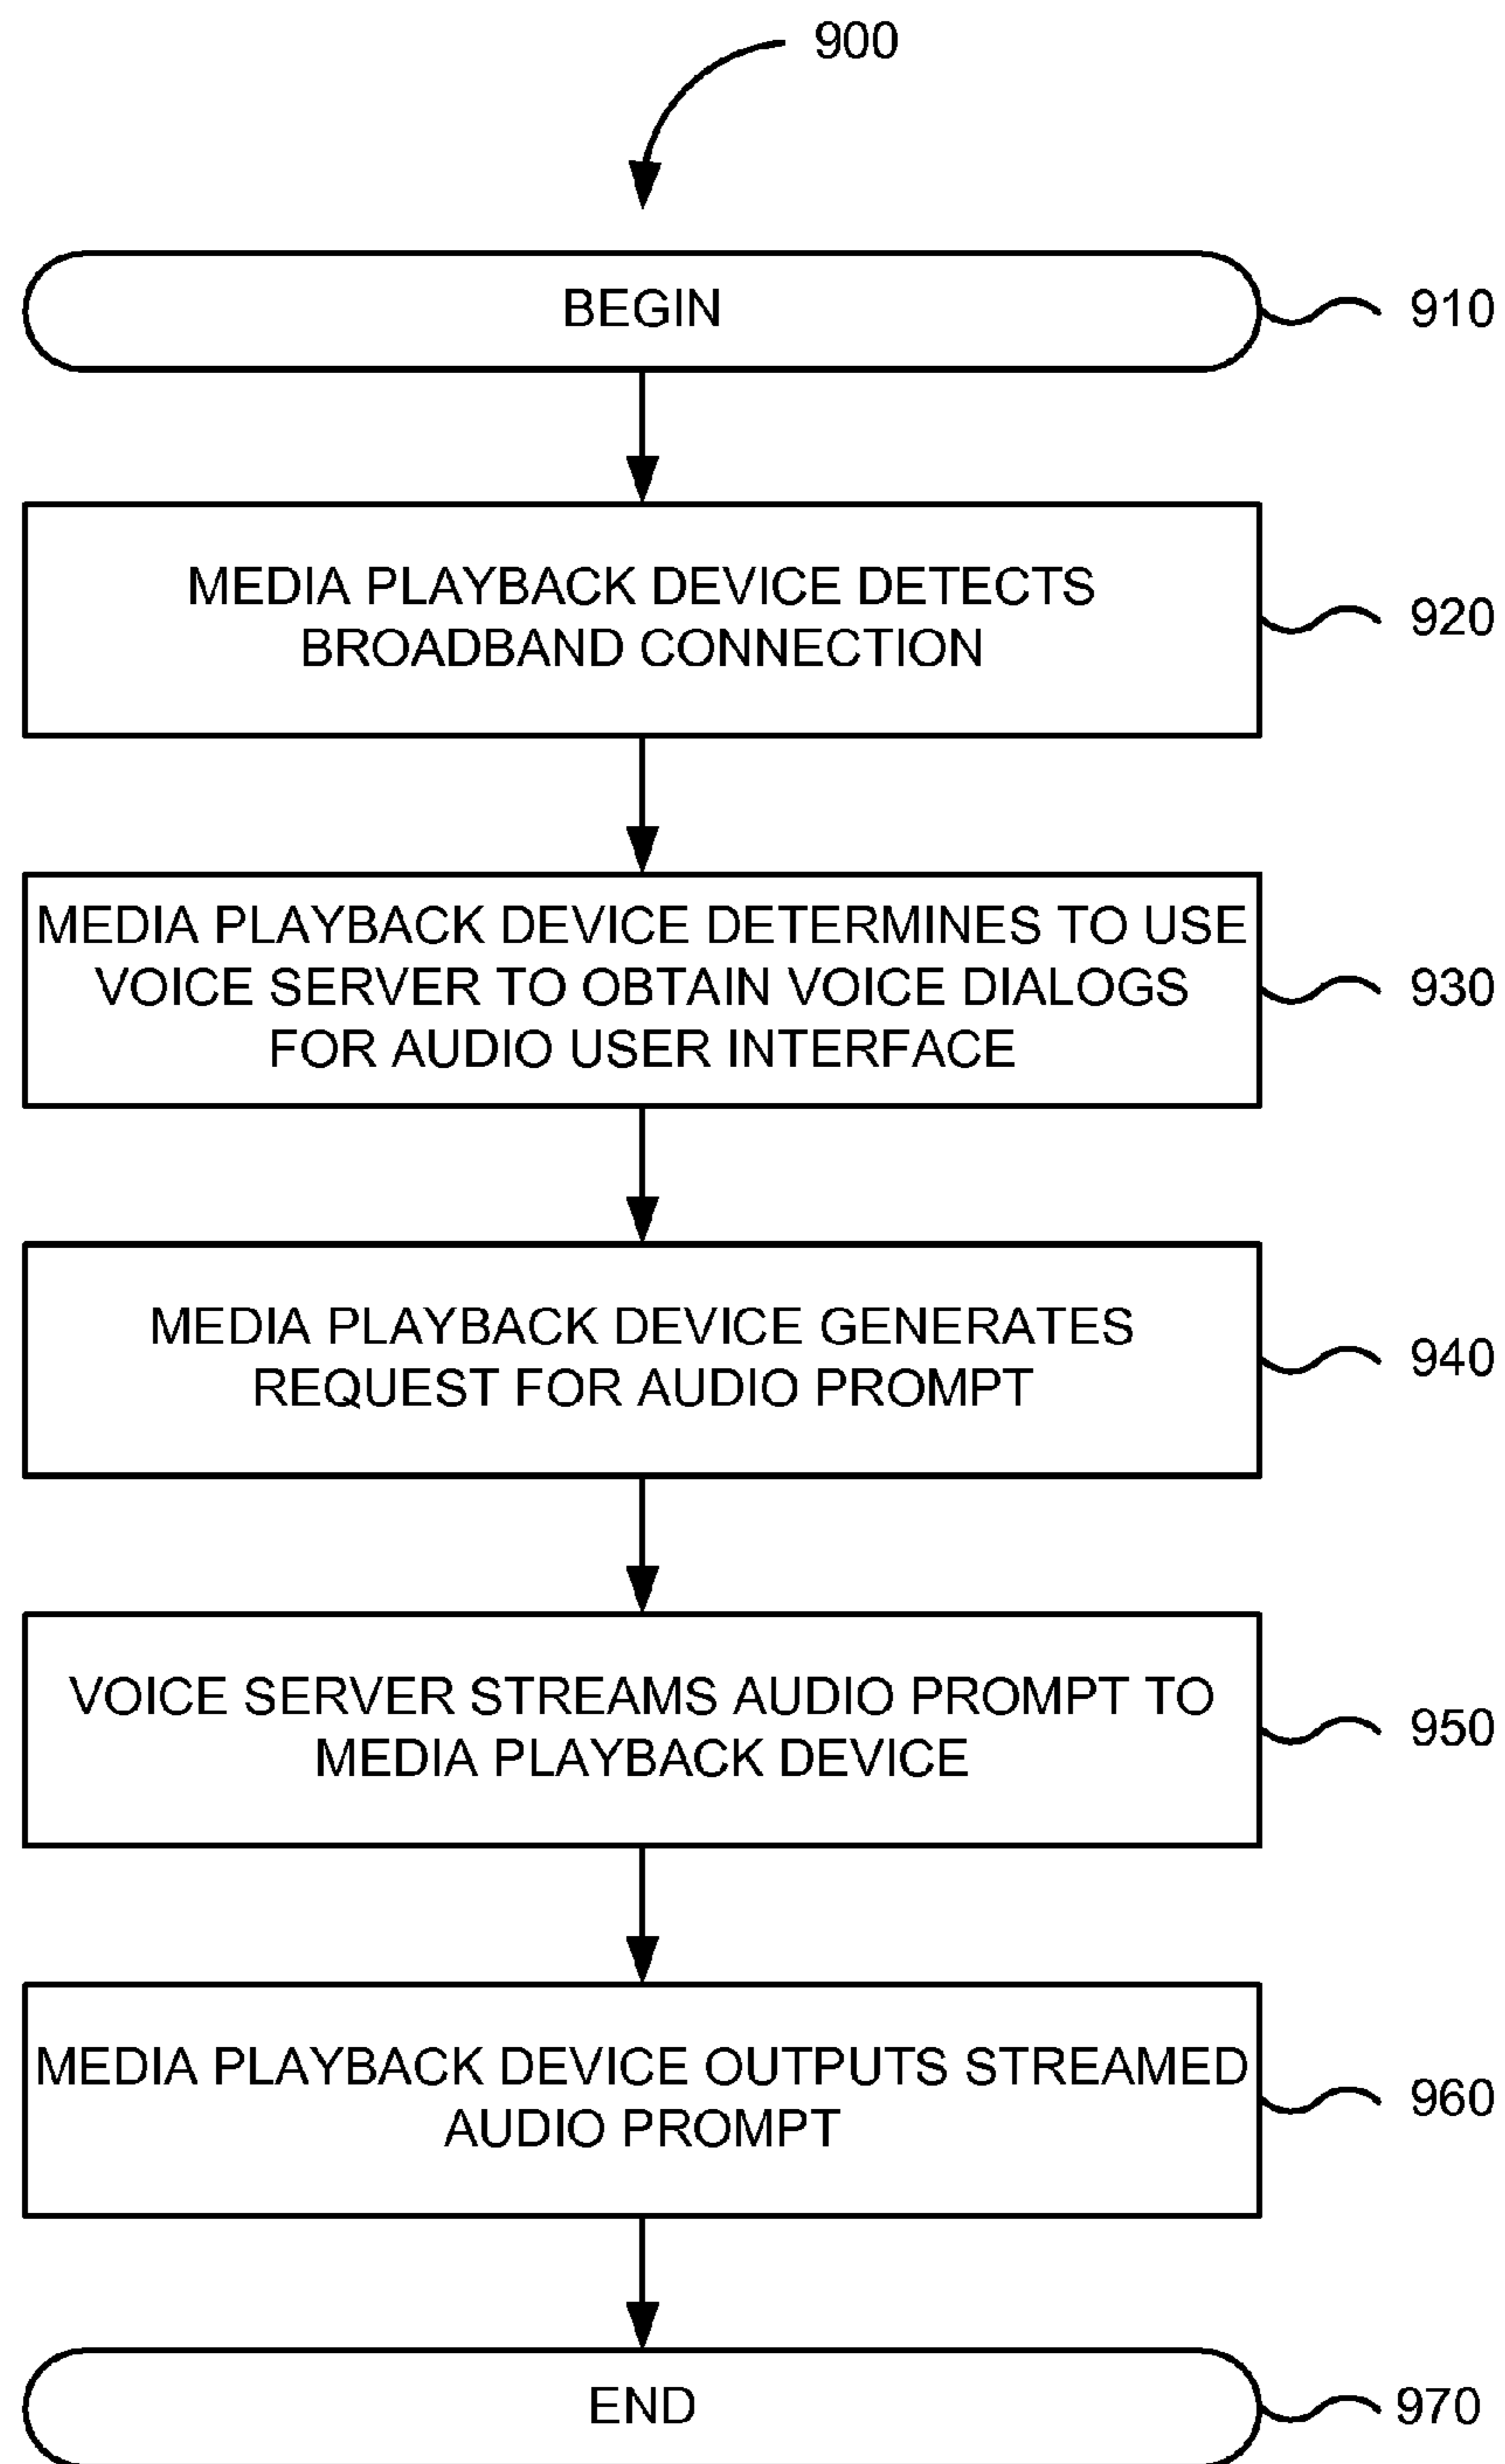 900
BEGIN
910
MEDIA PLAYBACK DEVICE DETECTS
BROADBAND CONNECTION
920
MEDIA PLAYBACK DEVICE DETERMINES TO USE
VOICE SERVER TO OBTAIN VOICE DIALOGS
FOR AUDIO USER INTERFACE
930
MEDIA PLAYBACK DEVICE GENERATES
REQUEST FOR AUDIO PROMPT
940
VOICE SERVER STREAMS AUDIO PROMPT TO
MEDIA PLAYBACK DEVICE
950
MEDIA PLAYBACK DEVICE OUTPUTS STREAMED
AUDIO PROMPT
960
END
970